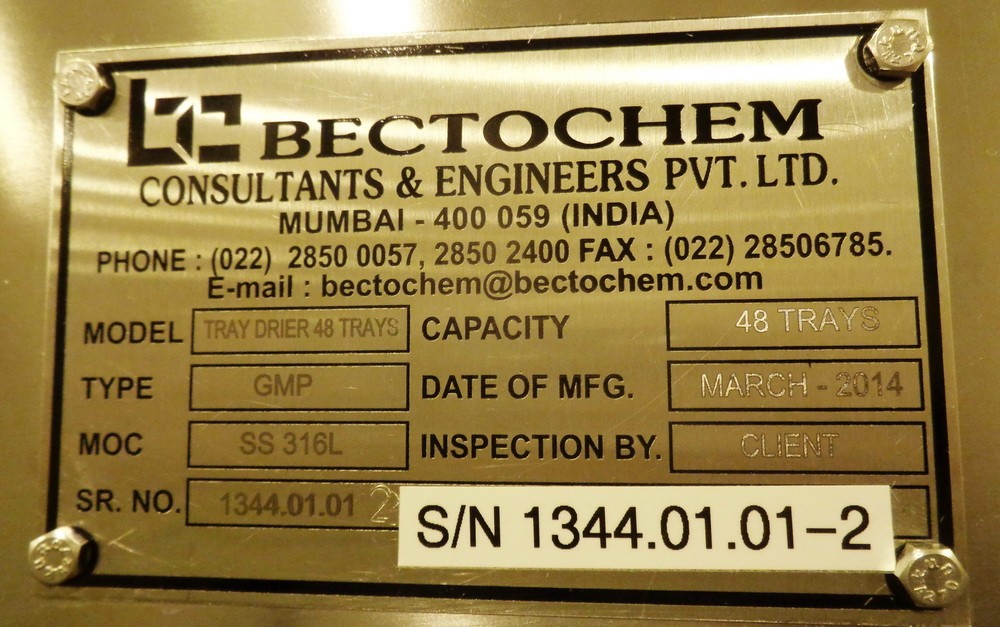 BECTOCHEM
CONSULTANTS & ENGINEERS PVT. LTD.
MUMBAI - 400 059 (INDIA)
PHONE : (022) 2850 0057, 2850 2400 FAX : (022) 28506785.
E-mail : bectochem@bectochem.com
MODEL TRAY DRIER 48 TRAYS CAPACITY 48 TRAYS
TYPE GMP DATE OF MFG. MARCH - 2014
MOC SS 316L INSPECTION BY. CLIENT
SR. NO. 1344.01.01 2
S/N 1344.01.01-2